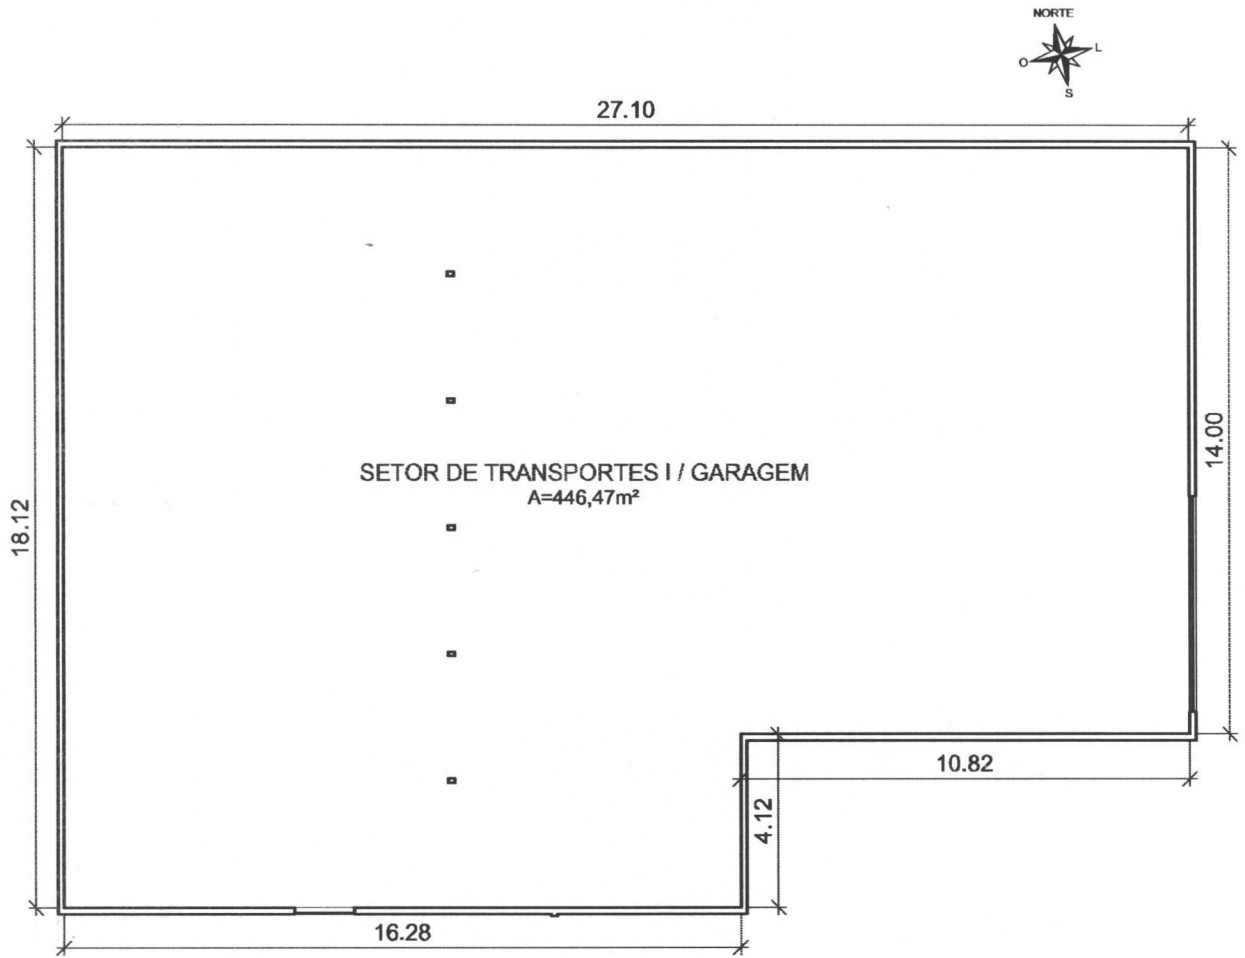 NORTE
O
L
S
27.10
18.12
14.00
SETOR DE TRANSPORTES I / GARAGEM
A=446,47m²
10.82
4.12
16.28